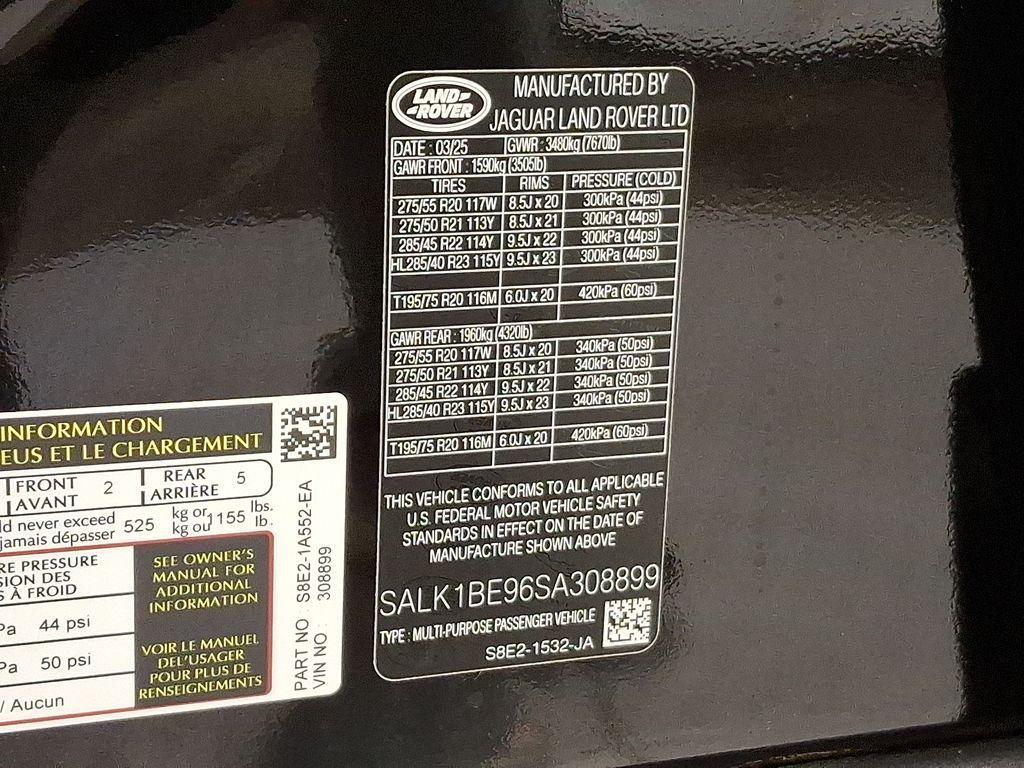 LAND-
-ROVER
MANUFACTURED BY
JAGUAR LAND ROVER LTD
DATE : 03/25 GVWR : 3480kg (7670lb)
GAWR FRONT : 1590kg (3505lb)
TIRES RIMS PRESSURE (COLD)
275/55 R20 117W 8.5J x 20 300kPa (44psi)
275/50 R21 113Y 8.5J x 21 300kPa (44psi)
285/45 R22 114Y 9.5J x 22 300kPa (44psi)
HL285/40 R23 115Y 9.5J x 23 300kPa (44psi)
T195/75 R20 116M 6.0J x 20 420kPa (60psi)
GAWR REAR : 1960kg (4320lb)
275/55 R20 117W 8.5J x 20 340kPa (50psi)
275/50 R21 113Y 8.5J x 21 340kPa (50psi)
285/45 R22 114Y 9.5J x 22 340kPa (50psi)
HL285/40 R23 115Y 9.5J x 23 340kPa (50psi)
T195/75 R20 116M 6.0J x 20 420kPa (60psi)
THIS VEHICLE CONFORMS TO ALL APPLICABLE
U.S. FEDERAL MOTOR VEHICLE SAFETY
STANDARDS IN EFFECT ON THE DATE OF
MANUFACTURE SHOWN ABOVE
SALK1BE96SA308899
TYPE : MULTI-PURPOSE PASSENGER VEHICLE
S8E2-1532-JA
INFORMATION
EUS ET LE CHARGEMENT
FRONT 2 REAR 5
AVANT ARRIÈRE
ld never exceed 525 kg or 1155 lbs.
jamais dépasser kg ou lb.
RE PRESSURE
SION DES
S À FROID
Pa 44 psi
Pa 50 psi
/ Aucun
SEE OWNER'S
MANUAL FOR
ADDITIONAL
INFORMATION
VOIR LE MANUEL
DEL'USAGER
POUR PLUS DE
RENSEIGNEMENTS
PART NO : S8E2-1A552-EA
VIN NO : 308899